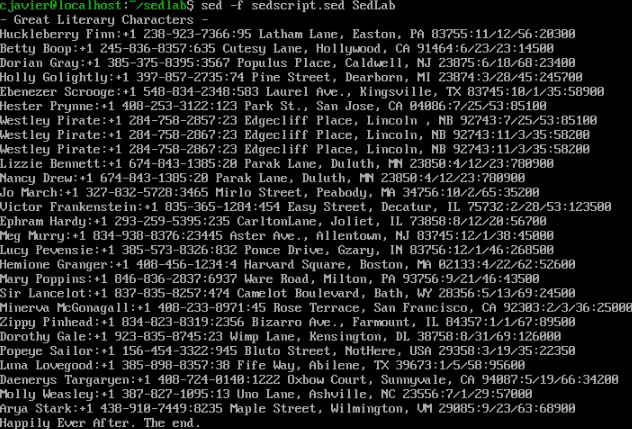 cjavier@localhost:~/sedlab$ sed -f sedscript.sed SedLab
- Great Literary Characters -
Huckleberry Finn:+1 238-923-7366:95 Latham Lane, Easton, PA 83755:11/12/56:20300
Betty Boop:+1 245-836-8357:635 Cutesy Lane, Hollywood, CA 91464:6/23/23:14500
Dorian Gray:+1 385-375-8395:3567 Populus Place, Caldwell, NJ 23875:6/18/68:23400
Holly Golightly:+1 397-857-2735:74 Pine Street, Dearborn, MI 23874:3/28/45:245700
Ebenezer Scrooge:+1 548-834-2348:583 Laurel Ave., Kingsville, TX 83745:10/1/35:58900
Hester Prynne:+1 408-253-3122:123 Park St., San Jose, CA 04086:7/25/53:85100
Westley Pirate:+1 284-758-2857:23 Edgecliff Place, Lincoln , NB 92743:7/25/53:85100
Westley Pirate:+1 284-758-2867:23 Edgecliff Place, Lincoln, NB 92743:11/3/35:58200
Westley Pirate:+1 284-758-2867:23 Edgecliff Place, Lincoln, NB 92743:11/3/35:58200
Lizzie Bennett:+1 674-843-1385:20 Parak Lane, Duluth, MN 23850:4/12/23:780900
Nancy Drew:+1 674-843-1385:20 Parak Lane, Duluth, MN 23850:4/12/23:780900
Jo March:+1 327-832-5728:3465 Mirlo Street, Peabody, MA 34756:10/2/65:35200
Victor Frankenstein:+1 835-365-1284:454 Easy Street, Decatur, IL 75732:2/28/53:123500
Ephram Hardy:+1 293-259-5395:235 CarltonLane, Joliet, IL 73858:8/12/20:56700
Meg Murry:+1 834-938-8376:23445 Aster Ave., Allentown, NJ 83745:12/1/38:45000
Lucy Pevensie:+1 385-573-8326:832 Ponce Drive, Gzary, IN 83756:12/1/46:268500
Hemione Granger:+1 408-456-1234:4 Harvard Square, Boston, MA 02133:4/22/62:52600
Mary Poppins:+1 846-836-2837:6937 Ware Road, Milton, PA 93756:9/21/46:43500
Sir Lancelot:+1 837-835-8257:474 Camelot Boulevard, Bath, WY 28356:5/13/69:24500
Minerva McGonagall:+1 408-233-8971:45 Rose Terrace, San Francisco, CA 92303:2/3/36:25000
Zippy Pinhead:+1 834-823-8319:2356 Bizarro Ave., Farmount, IL 84357:1/1/67:89500
Dorothy Gale:+1 923-835-8745:23 Wimp Lane, Kensington, DL 38758:8/31/69:126000
Popeye Sailor:+1 156-454-3322:945 Bluto Street, NotHere, USA 29358:3/19/35:22350
Luna Lovegood:+1 385-898-8357:38 Fife Way, Abilene, TX 39673:1/5/58:95600
Daenerys Targaryen:+1 408-724-0140:1222 Oxbow Court, Sunnyvale, CA 94087:5/19/66:34200
Molly Weasley:+1 387-827-1095:13 Uno Lane, Ashville, NC 23556:7/1/29:57000
Arya Stark:+1 438-910-7449:8235 Maple Street, Wilmington, VM 29085:9/23/63:68900
Happily Ever After. The end.